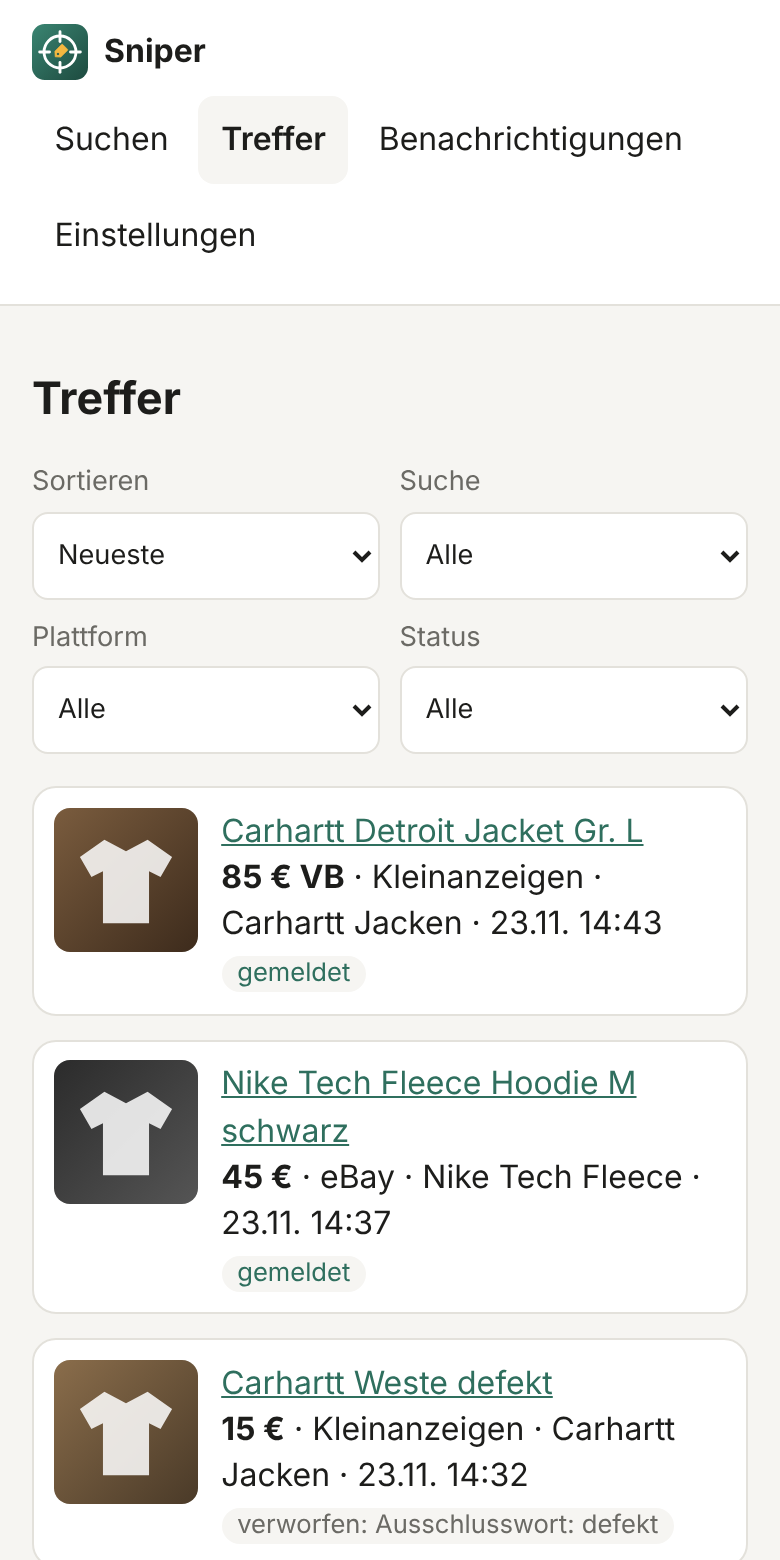 Sniper
Suchen Treffer Benachrichtigungen
Einstellungen
Treffer
Sortieren Suche
Neueste Alle
Plattform Status
Alle Alle
Carhartt Detroit Jacket Gr. L
85 € VB · Kleinanzeigen ·
Carhartt Jacken · 23.11. 14:43
gemeldet
Nike Tech Fleece Hoodie M
schwarz
45 € · eBay · Nike Tech Fleece ·
23.11. 14:37
gemeldet
Carhartt Weste defekt
15 € · Kleinanzeigen · Carhartt
Jacken · 23.11. 14:32
verworfen: Ausschlusswort: defekt